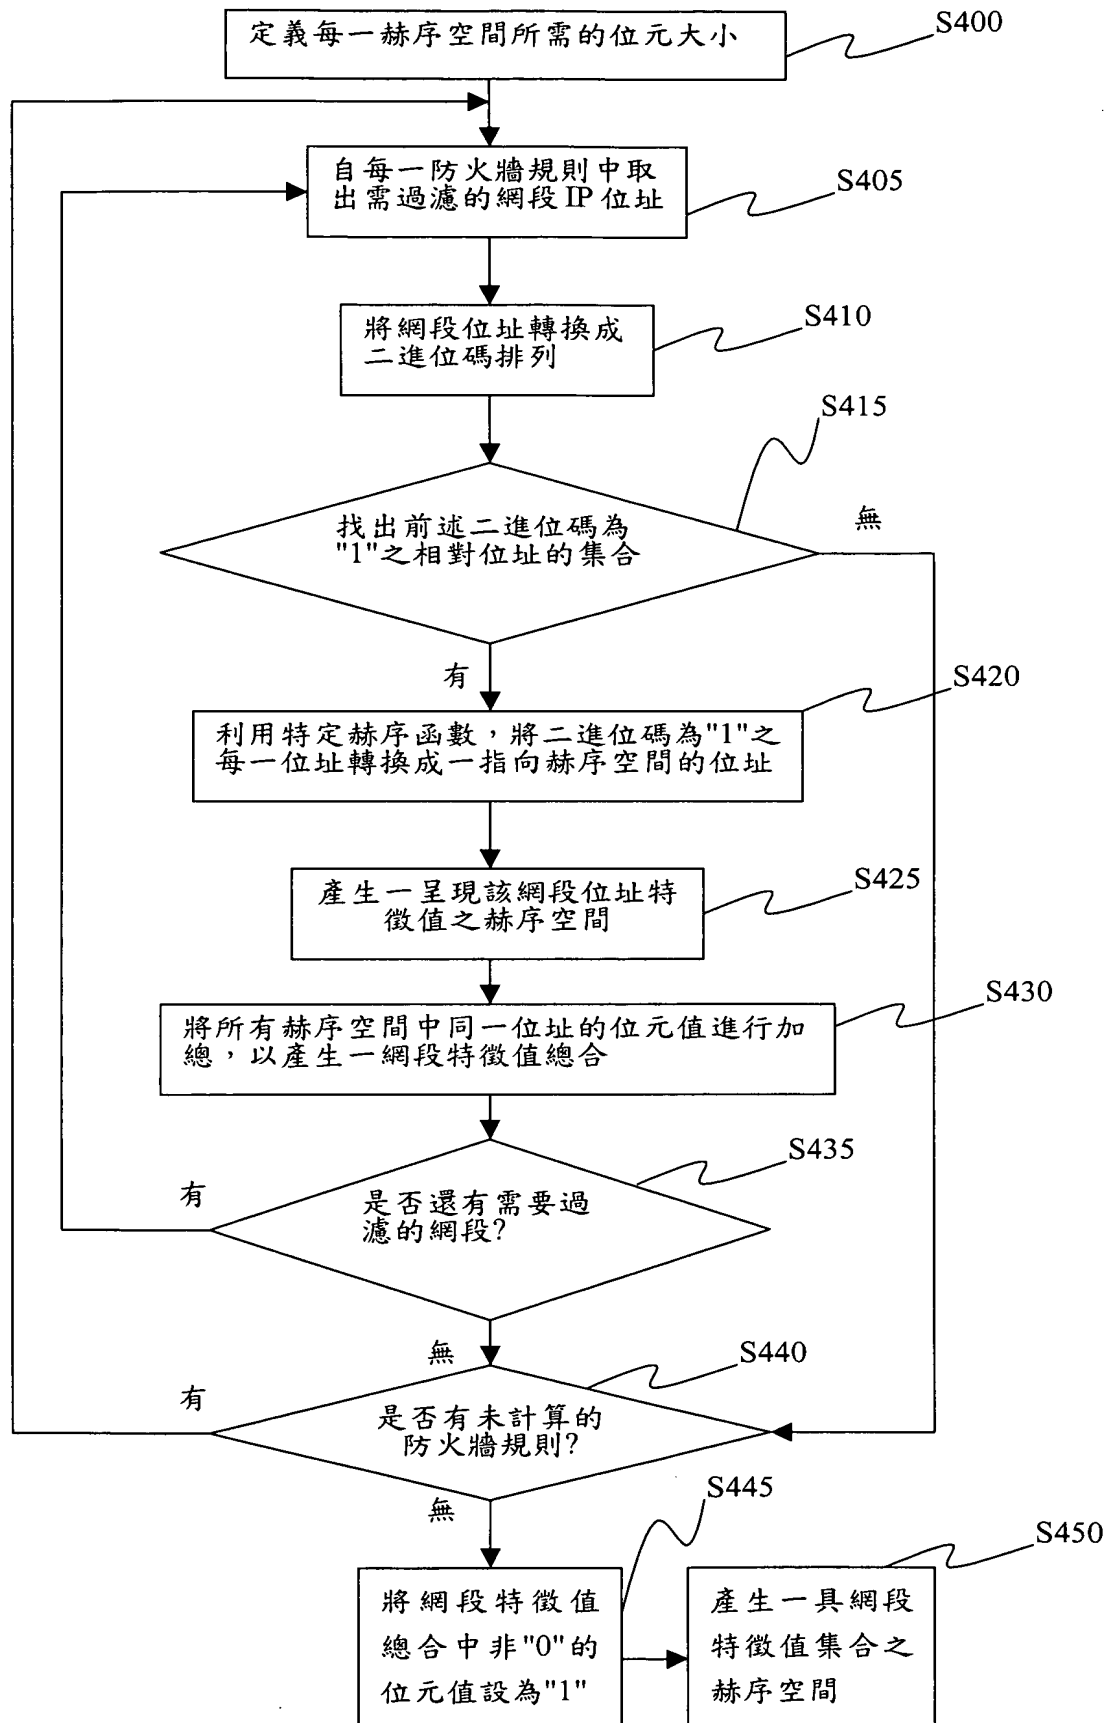 定義每一赫序空間所需的位元大小
S400
自每一防火牆規則中取
出需過濾的網段IP位址
S405
將網段位址轉換成
二進位碼排列
S410
S415
找出前述二進位碼為
"1"之相對位址的集合
無
有
S420
利用特定赫序函數，將二進位碼為"1"之
每一位址轉換成一指向赫序空間的位址
產生一呈現該網段位址特
徵值之赫序空間
S425
將所有赫序空間中同一位址的位元值進行加
總，以產生一網段特徵值總合
S430
S435
有
是否還有需要過
濾的網段?
無
S440
有
是否有未計算的
防火牆規則?
無
S445
S450
將網段特徵值
總合中非"0"的
位元值設為"1"
產生一具網段
特徵值集合之
赫序空間